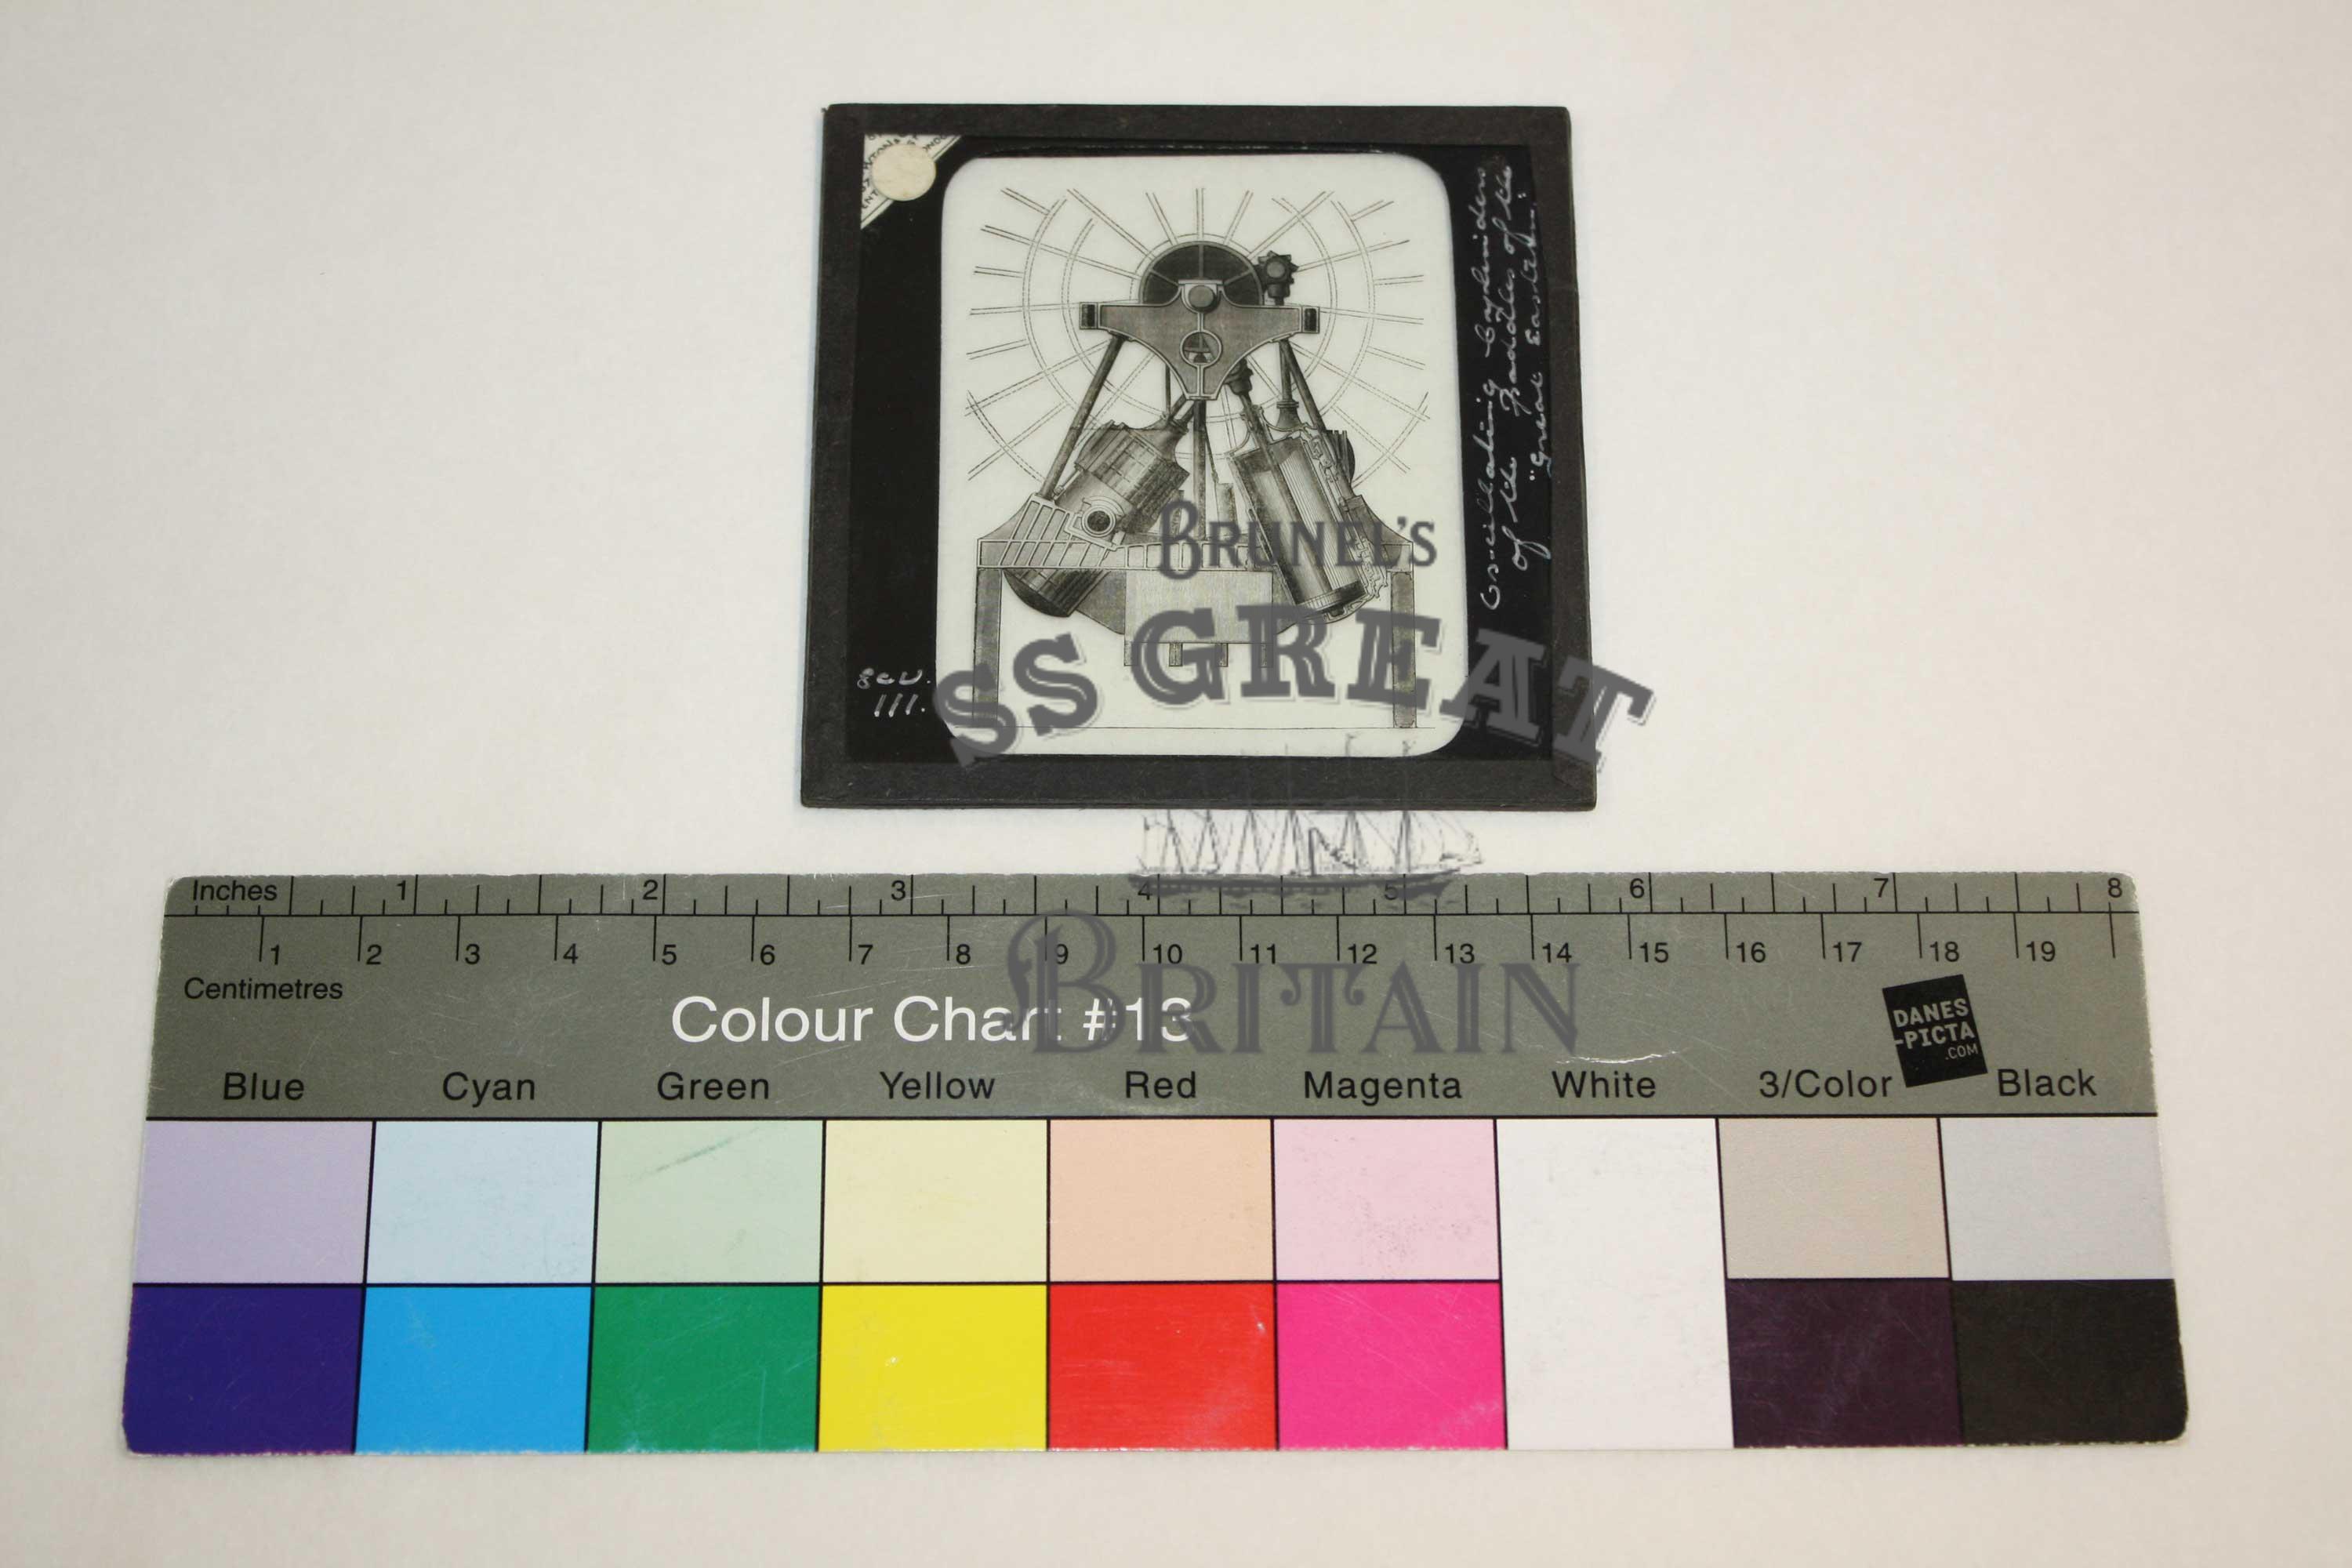 Oscillating Cylinders
of the Paddles of the
"Great Eastern."
111.
BRUNEL'S
SS GREAT
BRITAIN
Inches 1 2 3 4 5 6 7 8
1 2 3 4 5 6 7 8 9 10 11 12 13 14 15 16 17 18 19
Centimetres
Colour Chart #13
DANES
-PICTA
.COM
Blue Cyan Green Yellow Red Magenta White 3/Color Black